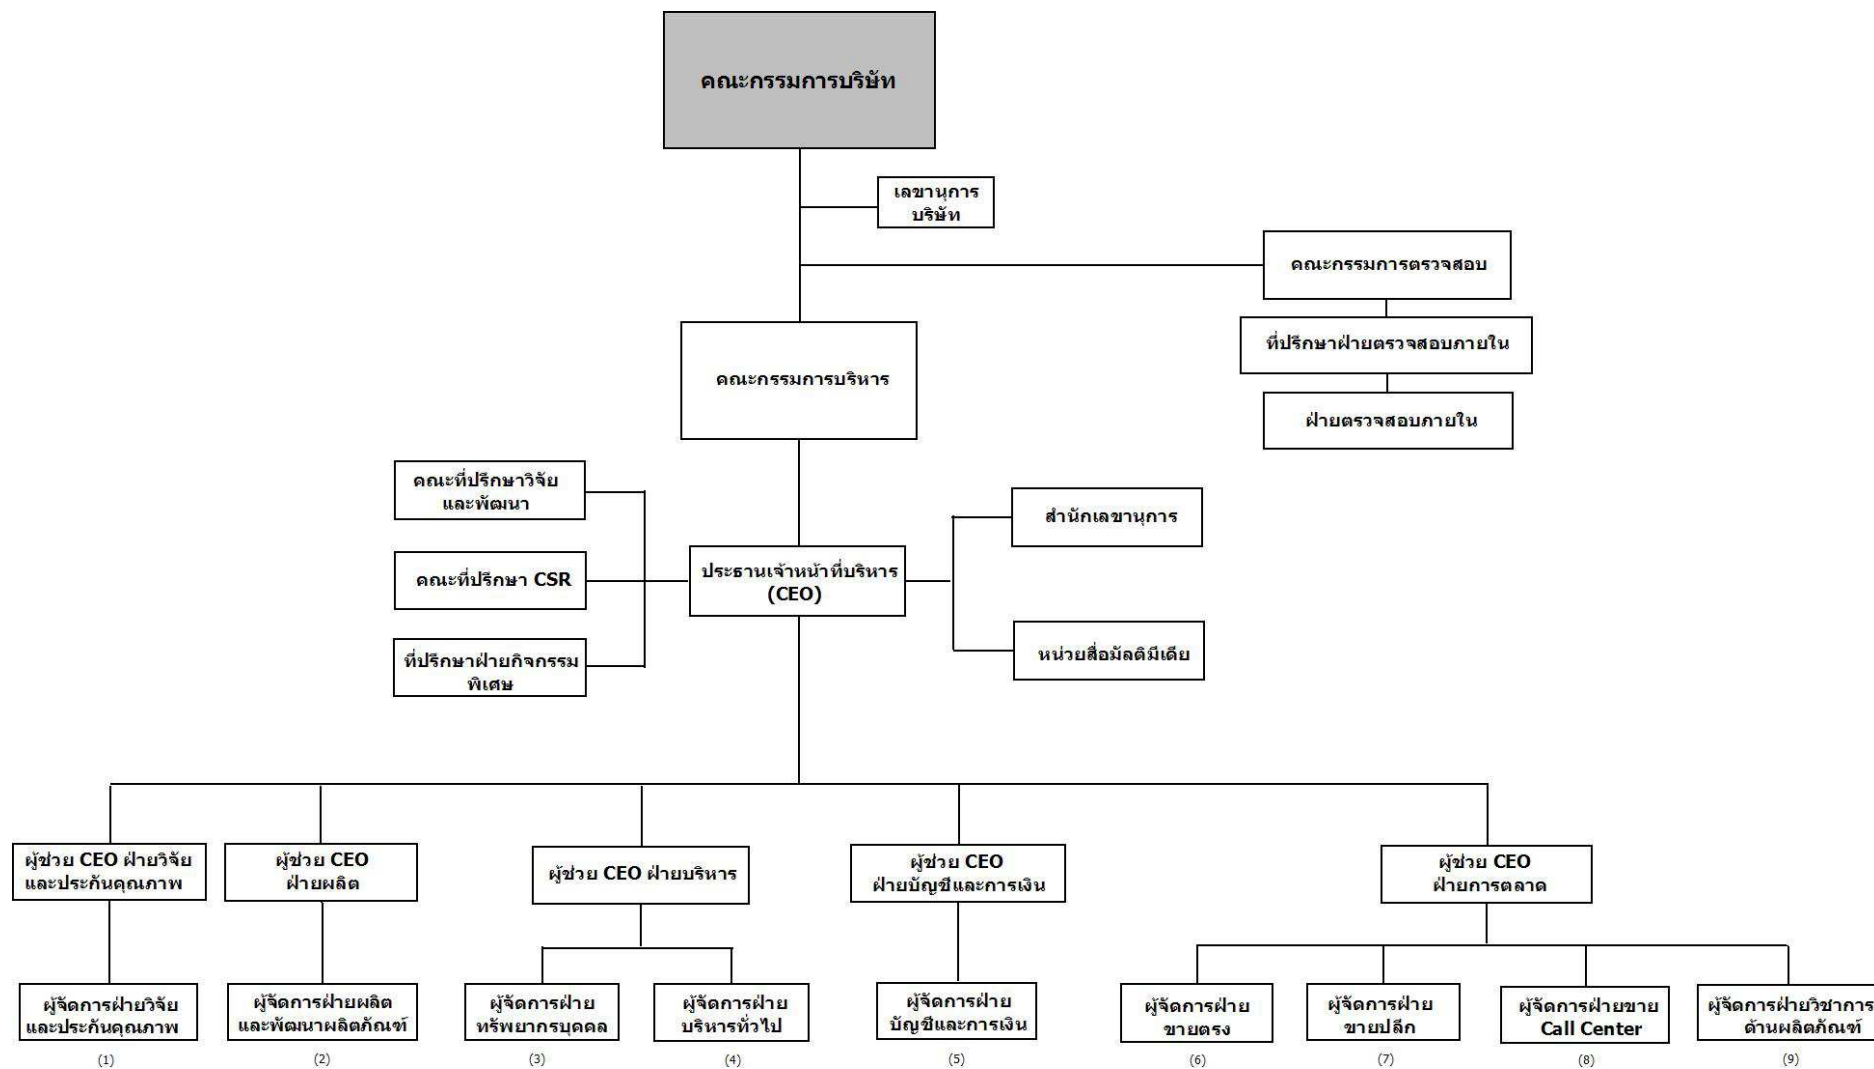 คณะกรรมการบริษัท
เลขานุการ
บริษัท
คณะกรรมการตรวจสอบ
ที่ปรึกษาฝ่ายตรวจสอบภายใน
ฝ่ายตรวจสอบภายใน
คณะกรรมการบริหาร
คณะที่ปรึกษาวิจัย
และพัฒนา
สำนักเลขานุการ
คณะที่ปรึกษา CSR
ประธานเจ้าหน้าที่บริหาร
(CEO)
ที่ปรึกษาฝ่ายกิจกรรม
พิเศษ
หน่วยสื่อมัลติมีเดีย
ผู้ช่วย CEO ฝ่ายวิจัย
และประกันคุณภาพ
ผู้ช่วย CEO
ฝ่ายผลิต
ผู้ช่วย CEO ฝ่ายบริหาร
ผู้ช่วย CEO
ฝ่ายบัญชีและการเงิน
ผู้ช่วย CEO
ฝ่ายการตลาด
ผู้จัดการฝ่ายวิจัย
และประกันคุณภาพ
(1)
ผู้จัดการฝ่ายผลิต
และพัฒนาผลิตภัณฑ์
(2)
ผู้จัดการฝ่าย
ทรัพยากรบุคคล
(3)
ผู้จัดการฝ่าย
บริหารทั่วไป
(4)
ผู้จัดการฝ่าย
บัญชีและการเงิน
(5)
ผู้จัดการฝ่าย
ขายตรง
(6)
ผู้จัดการฝ่าย
ขายปลีก
(7)
ผู้จัดการฝ่ายขาย
Call Center
(8)
ผู้จัดการฝ่ายวิชาการ
ด้านผลิตภัณฑ์
(9)